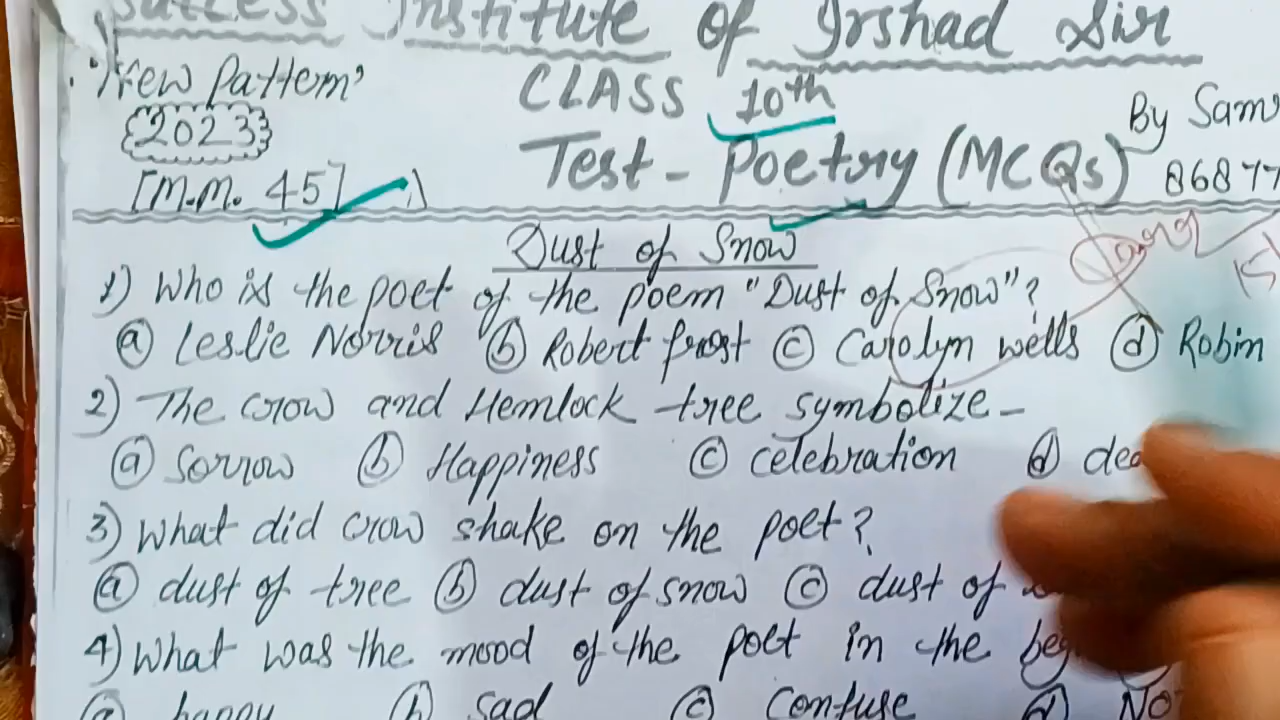 Success Institute of Irshad Sir
"New Pattern"
2023
[M.M. 45]
CLASS 10th
Test - Poetry (MCQs)
By Sam
86877
Dust of Snow
1) Who is the poet of the poem "Dust of Snow"?
(a) Leslie Norris (b) Robert frost (c) Carolyn wells (d) Robin
2) The crow and Hemlock tree symbolize -
(a) Sorrow (b) Happiness (c) celebration (d)
3) What did crow shake on the poet?
(a) dust of tree (b) dust of snow (c) dust of
4) What was the mood of the poet in the
(a) happy (b) sad (c) Confuse (d)